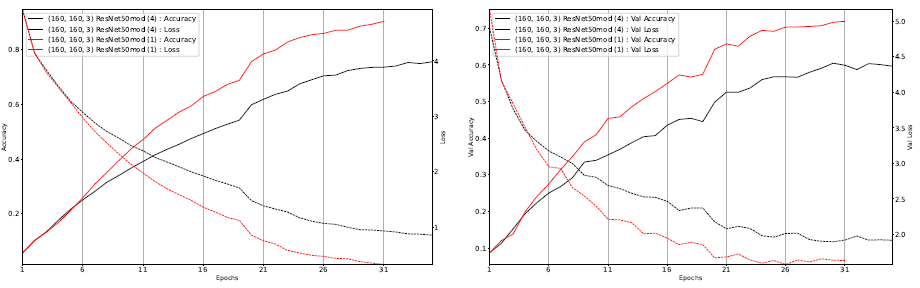 (160, 160, 3) ResNet50mod (4) : Accuracy
(160, 160, 3) ResNet50mod (4) : Loss
(160, 160, 3) ResNet50mod (1) : Accuracy
(160, 160, 3) ResNet50mod (1) : Loss
0.8
0.6
0.4
0.2
Accuracy
4
3
2
1
Loss
1 6 11 16 21 26 31
Epochs
(160, 160, 3) ResNet50mod (4) : Val Accuracy
(160, 160, 3) ResNet50mod (4) : Val Loss
(160, 160, 3) ResNet50mod (1) : Val Accuracy
(160, 160, 3) ResNet50mod (1) : Val Loss
0.7
0.6
0.5
0.4
0.3
0.2
0.1
Val Accuracy
5.0
4.5
4.0
3.5
3.0
2.5
2.0
Val Loss
1 6 11 16 21 26 31
Epochs